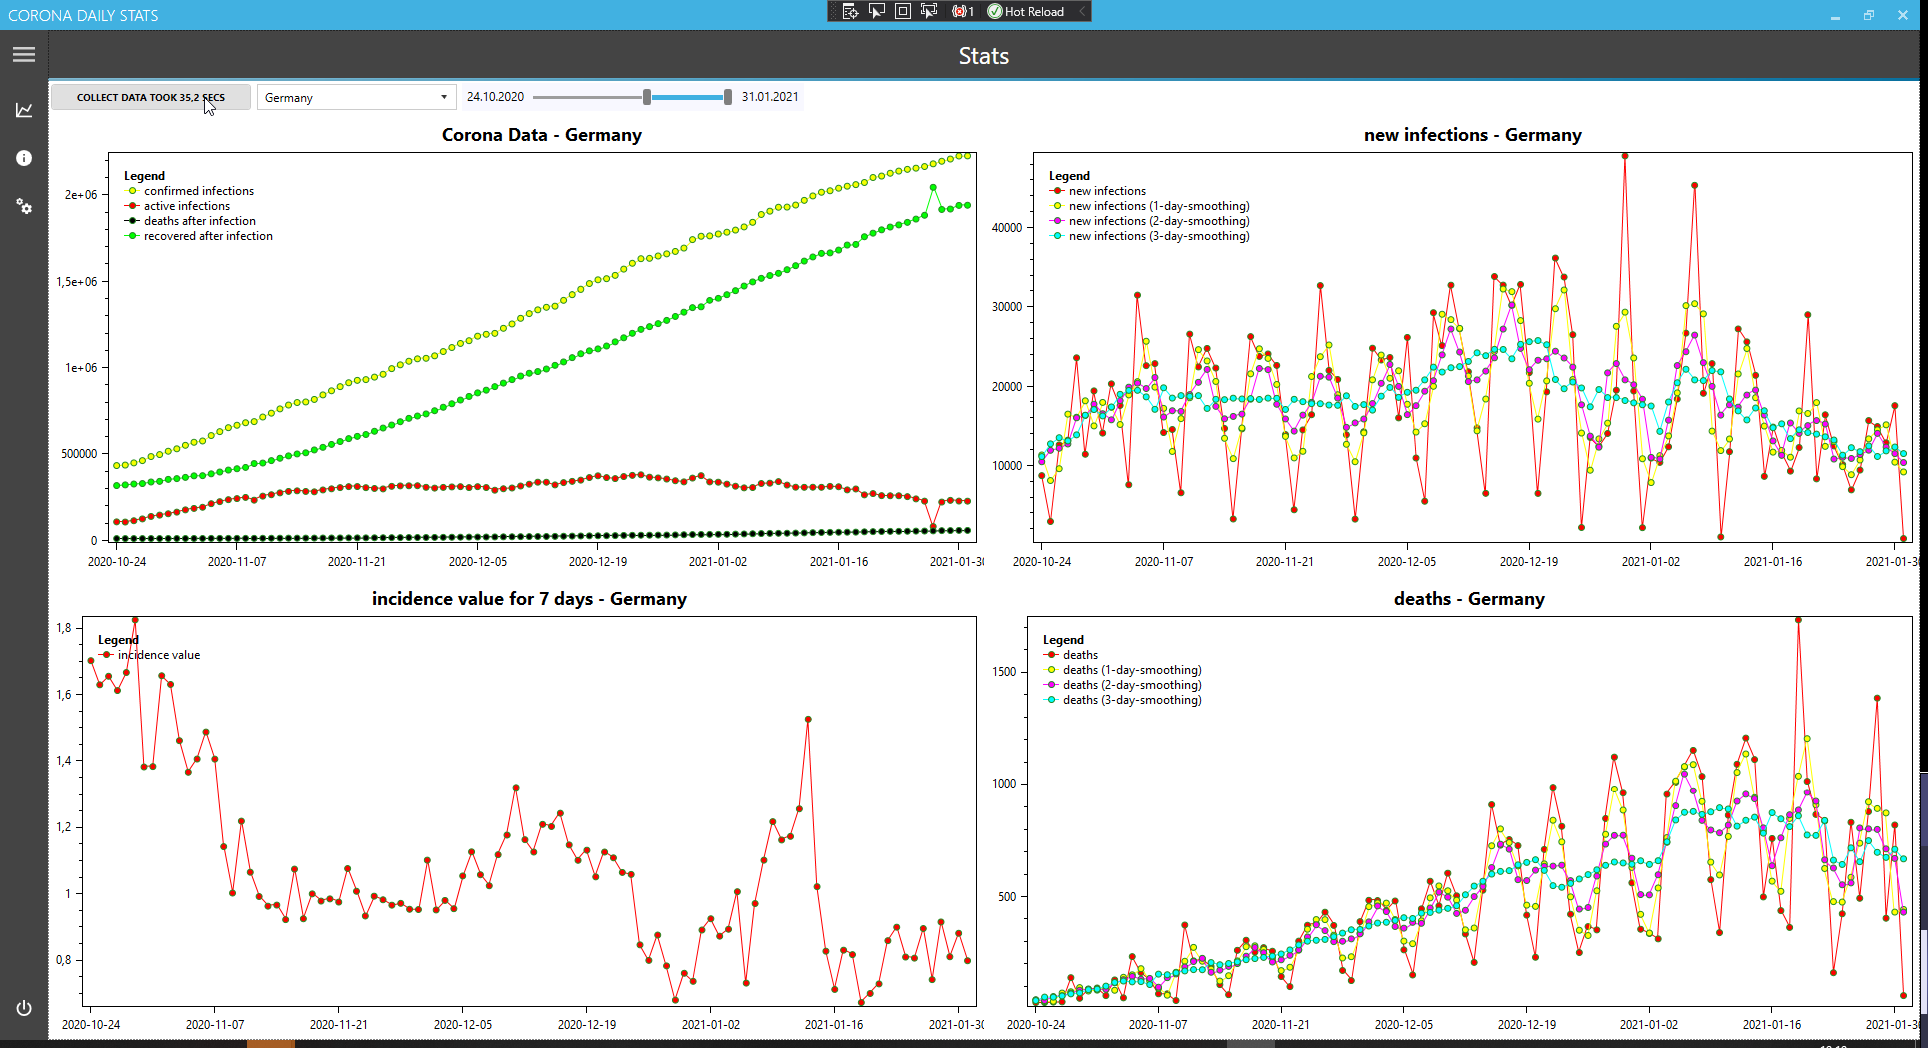 CORONA DAILY STATS
1 Hot Reload
Stats
COLLECT DATA TOOK 35,2 SECS
Germany
24.10.2020
31.01.2021
Corona Data - Germany
Legend
confirmed infections
active infections
deaths after infection
recovered after infection
2e+06
1,5e+06
1e+06
500000
0
2020-10-24 2020-11-07 2020-11-21 2020-12-05 2020-12-19 2021-01-02 2021-01-16 2021-01-30
new infections - Germany
Legend
new infections
new infections (1-day-smoothing)
new infections (2-day-smoothing)
new infections (3-day-smoothing)
40000
30000
20000
10000
2020-10-24 2020-11-07 2020-11-21 2020-12-05 2020-12-19 2021-01-02 2021-01-16 2021-01-30
incidence value for 7 days - Germany
Legend
incidence value
1,8
1,6
1,4
1,2
1
0,8
2020-10-24 2020-11-07 2020-11-21 2020-12-05 2020-12-19 2021-01-02 2021-01-16 2021-01-30
deaths - Germany
Legend
deaths
deaths (1-day-smoothing)
deaths (2-day-smoothing)
deaths (3-day-smoothing)
1500
1000
500
2020-10-24 2020-11-07 2020-11-21 2020-12-05 2020-12-19 2021-01-02 2021-01-16 2021-01-30